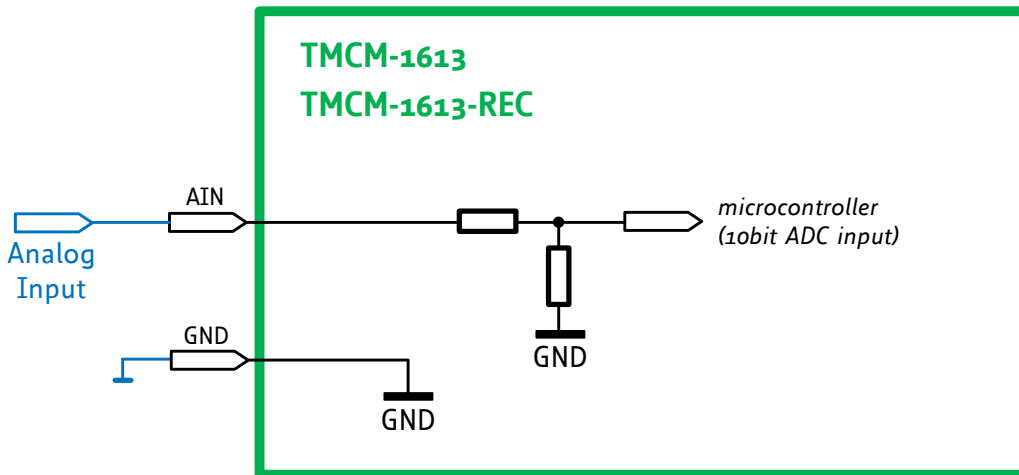 TMCM-1613
TMCM-1613-REC
AIN
Analog
Input
microcontroller
(10bit ADC input)
GND
GND
GND